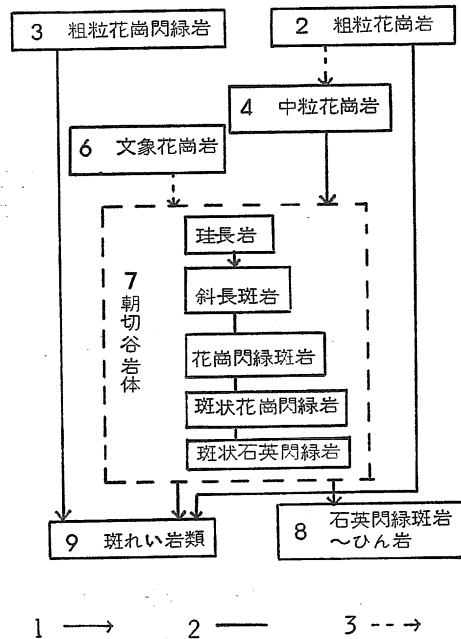 3 粗粒花崗閃緑岩
2 粗粒花崗岩
4 中粒花崗岩
6 文象花崗岩
7
朝切谷岩体
珪長岩
斜長斑岩
花崗閃緑斑岩
斑状花崗閃緑岩
斑状石英閃緑岩
9 斑れい岩類
8 石英閃緑斑岩
〜ひん岩
1
2
3